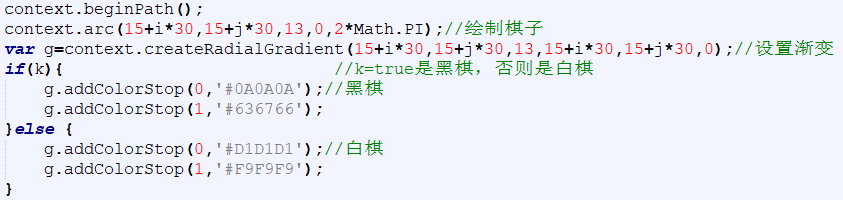 context.beginPath();
context.arc(15+i*30,15+j*30,13,0,2*Math.PI);//绘制棋子
var g=context.createRadialGradient(15+i*30,15+j*30,13,15+i*30,15+j*30,0);//设置渐变
if(k){ //k=true是黑棋，否则是白棋
g.addColorStop(0,'#0A0A0A');//黑棋
g.addColorStop(1,'#636766');
}else {
g.addColorStop(0,'#D1D1D1');//白棋
g.addColorStop(1,'#F9F9F9');
}